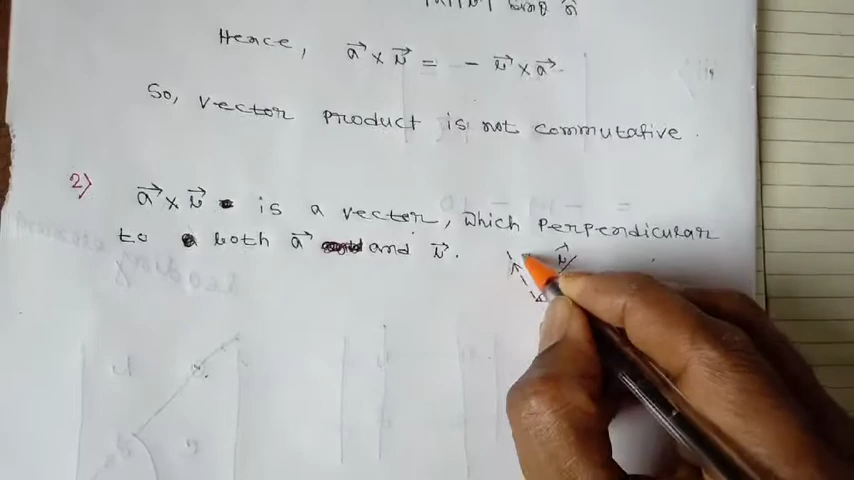 Hence, a⃗ × b⃗ = - b⃗ × a⃗
So, vector product is not commutative.
2) a⃗ × b⃗ is a vector, which perpendicular
to both a⃗ and b⃗.
b⃗